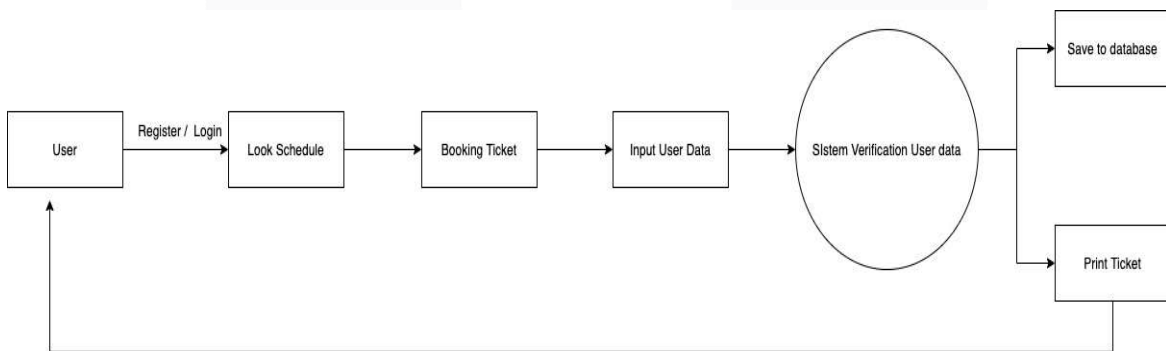 Save to database
Register / Login
User
Look Schedule
Booking Ticket
Input User Data
SIstem Verification User data
Print Ticket